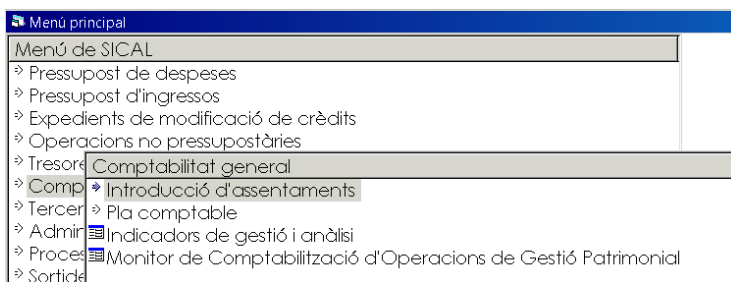 Menú principal
Menú de SICAL
Pressupost de despeses
Pressupost d'ingressos
Expedients de modificació de crèdits
Operacions no pressupostàries
Tresore
Comp
Tercer
Admir
Proces
Sortide
Comptabilitat general
Introducció d'assentaments
Pla comptable
Indicadors de gestió i anàlisi
Monitor de Comptabilització d'Operacions de Gestió Patrimonial